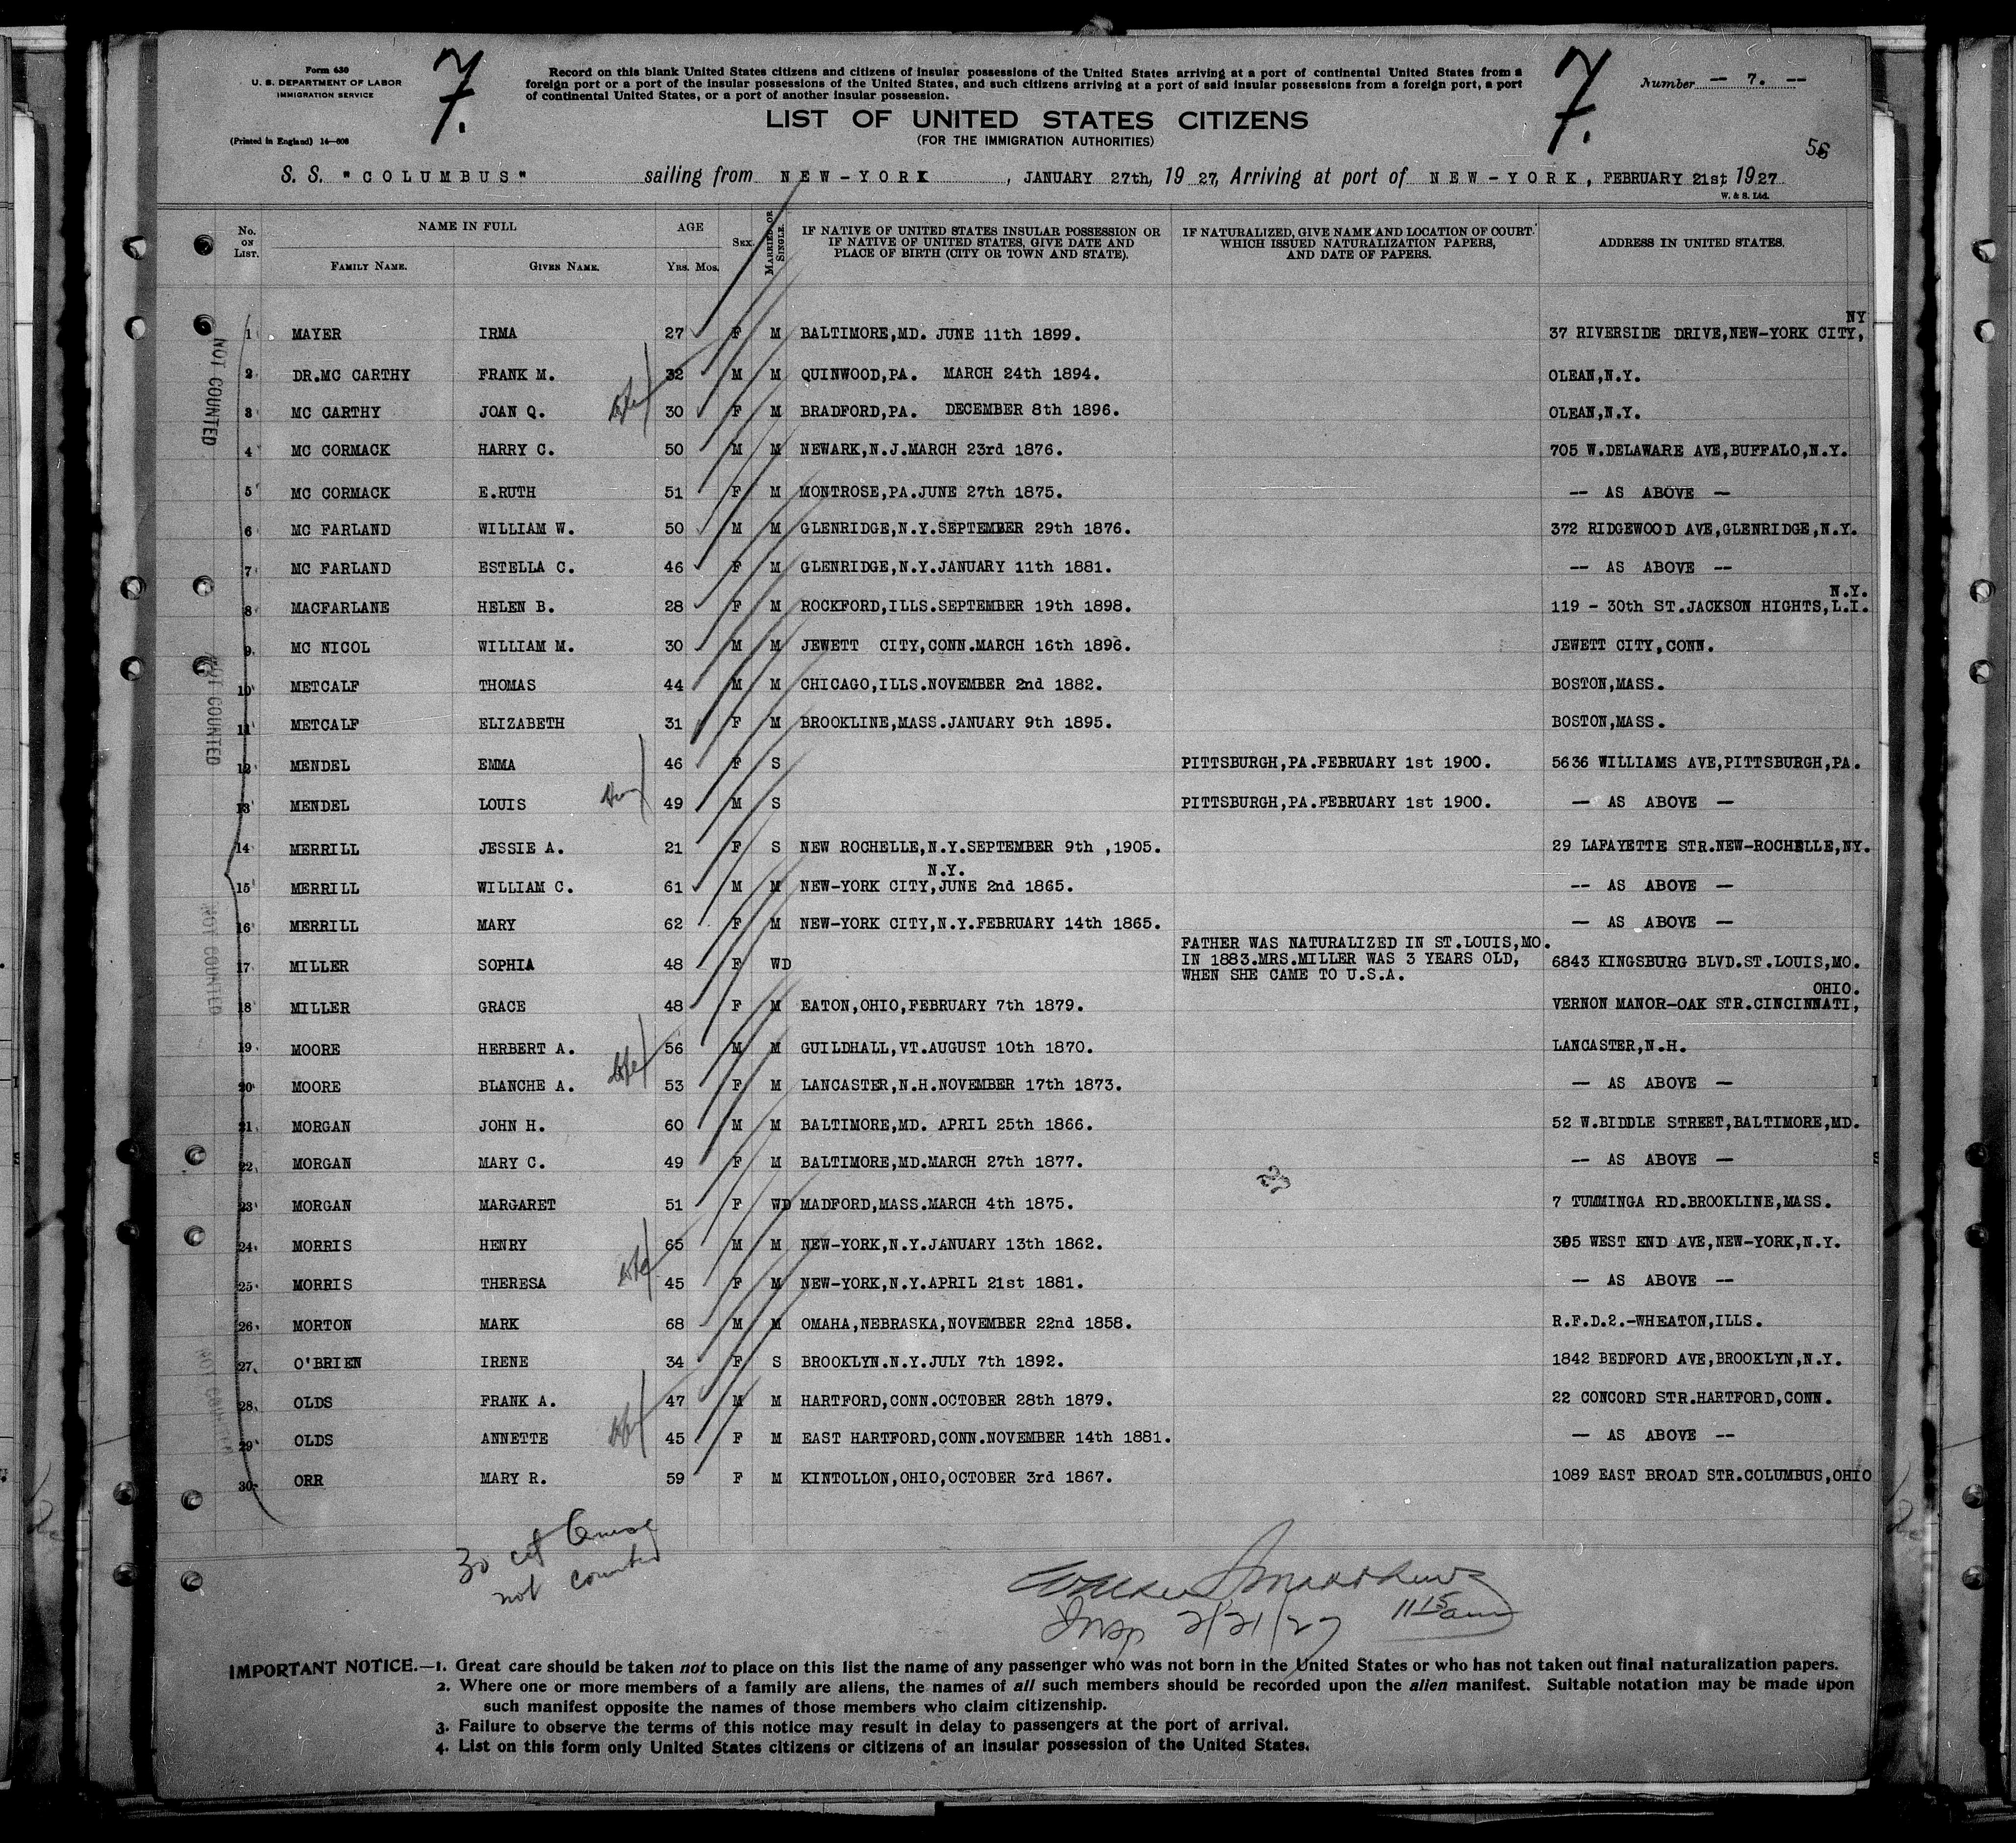 Form 630
U. S. DEPARTMENT OF LABOR
IMMIGRATION SERVICE
(Printed in England) 14—608
7.
Record on this blank United States citizens and citizens of insular possessions of the United States arriving at a port of continental United States from a
foreign port or a port of the insular possessions of the United States, and such citizens arriving at a port of said insular possessions from a foreign port, a port
of continental United States, or a port of another insular possession.
7.
Number — 7. --
LIST OF UNITED STATES CITIZENS
(FOR THE IMMIGRATION AUTHORITIES)
56
S. S. "COLUMBUS" sailing from NEW-YORK, JANUARY 27th, 1927, Arriving at port of NEW-YORK, FEBRUARY 21st, 1927
W. & S. Ltd.
No. ON LIST. NAME IN FULL FAMILY NAME. GIVEN NAME. AGE YRS. MOS. SEX. MARRIED OR SINGLE. IF NATIVE OF UNITED STATES INSULAR POSSESSION OR IF NATIVE OF UNITED STATES, GIVE DATE AND PLACE OF BIRTH (CITY OR TOWN AND STATE). IF NATURALIZED, GIVE NAME AND LOCATION OF COURT WHICH ISSUED NATURALIZATION PAPERS, AND DATE OF PAPERS. ADDRESS IN UNITED STATES.
NOT COUNTED
NOT COUNTED
NOT COUNTED
NOT COUNTED
1 MAYER IRMA 27 F M BALTIMORE,MD. JUNE 11th 1899. 37 RIVERSIDE DRIVE,NEW-YORK CITY, NY
2 DR.MC CARTHY FRANK M. 32 M M QUINWOOD,PA. MARCH 24th 1894. OLEAN,N.Y.
3 MC CARTHY JOAN Q. 30 F M BRADFORD,PA. DECEMBER 8th 1896. OLEAN,N.Y.
4 MC CORMACK HARRY C. 50 M M NEWARK,N.J.MARCH 23rd 1876. 705 W.DELAWARE AVE,BUFFALO,N.Y.
5 MC CORMACK E.RUTH 51 F M MONTROSE,PA.JUNE 27th 1875. -- AS ABOVE —
6 MC FARLAND WILLIAM W. 50 M M GLENRIDGE,N.Y.SEPTEMBER 29th 1876. 372 RIDGEWOOD AVE,GLENRIDGE,N.Y.
7 MC FARLAND ESTELLA C. 46 F M GLENRIDGE,N.Y.JANUARY 11th 1881. -- AS ABOVE --
8 MACFARLANE HELEN B. 28 F M ROCKFORD,ILLS.SEPTEMBER 19th 1898. 119 - 30th ST.JACKSON HIGHTS,L.I. N.Y.
9 MC NICOL WILLIAM M. 30 M M JEWETT CITY,CONN.MARCH 16th 1896. JEWETT CITY,CONN.
10 METCALF THOMAS 44 M M CHICAGO,ILLS.NOVEMBER 2nd 1882. BOSTON,MASS.
11 METCALF ELIZABETH 31 F M BROOKLINE,MASS.JANUARY 9th 1895. BOSTON,MASS.
12 MENDEL EMMA 46 F S PITTSBURGH,PA.FEBRUARY 1st 1900. 5636 WILLIAMS AVE,PITTSBURGH,PA.
13 MENDEL LOUIS 49 M S PITTSBURGH,PA.FEBRUARY 1st 1900. — AS ABOVE —
14 MERRILL JESSIE A. 21 F S NEW ROCHELLE,N.Y.SEPTEMBER 9th ,1905. 29 LAFAYETTE STR.NEW-ROCHELLE,NY.
15 MERRILL WILLIAM C. 61 M M NEW-YORK CITY, N.Y. JUNE 2nd 1865. -- AS ABOVE —
16 MERRILL MARY 62 F M NEW-YORK CITY,N.Y.FEBRUARY 14th 1865. — AS ABOVE —
17 MILLER SOPHIA 48 F WD FATHER WAS NATURALIZED IN ST.LOUIS,MO. IN 1883.MRS.MILLER WAS 3 YEARS OLD, WHEN SHE CAME TO U.S.A. 6843 KINGSBURG BLVD.ST.LOUIS,MO.
18 MILLER GRACE 48 F M EATON,OHIO,FEBRUARY 7th 1879. VERNON MANOR-OAK STR.CINCINNATI, OHIO.
19 MOORE HERBERT A. 56 M M GUILDHALL,VT.AUGUST 10th 1870. LANCASTER,N.H.
20 MOORE BLANCHE A. 53 F M LANCASTER,N.H.NOVEMBER 17th 1873. — AS ABOVE —
21 MORGAN JOHN H. 60 M M BALTIMORE,MD. APRIL 25th 1866. 52 W.BIDDLE STREET,BALTIMORE,MD.
22 MORGAN MARY C. 49 F M BALTIMORE,MD.MARCH 27th 1877. -- AS ABOVE —
23 MORGAN MARGARET 51 F WD MADFORD,MASS.MARCH 4th 1875. 7 TUMMINGA RD.BROOKLINE,MASS.
24 MORRIS HENRY 65 M M NEW-YORK,N.Y.JANUARY 13th 1862. 305 WEST END AVE,NEW-YORK,N.Y.
25 MORRIS THERESA 45 F M NEW-YORK,N.Y.APRIL 21st 1881. — AS ABOVE --
26 MORTON MARK 68 M M OMAHA,NEBRASKA,NOVEMBER 22nd 1858. R.F.D.2.-WHEATON,ILLS.
27 O'BRIEN IRENE 34 F S BROOKLYN.N.Y.JULY 7th 1892. 1842 BEDFORD AVE,BROOKLYN,N.Y.
28 OLDS FRANK A. 47 M M HARTFORD,CONN.OCTOBER 28th 1879. 22 CONCORD STR.HARTFORD,CONN.
29 OLDS ANNETTE 45 F M EAST HARTFORD,CONN.NOVEMBER 14th 1881. — AS ABOVE --
30 ORR MARY R. 59 F M KINTOLLON,OHIO,OCTOBER 3rd 1867. 1089 EAST BROAD STR.COLUMBUS,OHIO
30 cit Cruise
not counted
Insp 2/21/27 11 15 am
IMPORTANT NOTICE.—1. Great care should be taken not to place on this list the name of any passenger who was not born in the United States or who has not taken out final naturalization papers.
2. Where one or more members of a family are aliens, the names of all such members should be recorded upon the alien manifest. Suitable notation may be made upon
such manifest opposite the names of those members who claim citizenship.
3. Failure to observe the terms of this notice may result in delay to passengers at the port of arrival.
4. List on this form only United States citizens or citizens of an insular possession of the United States.